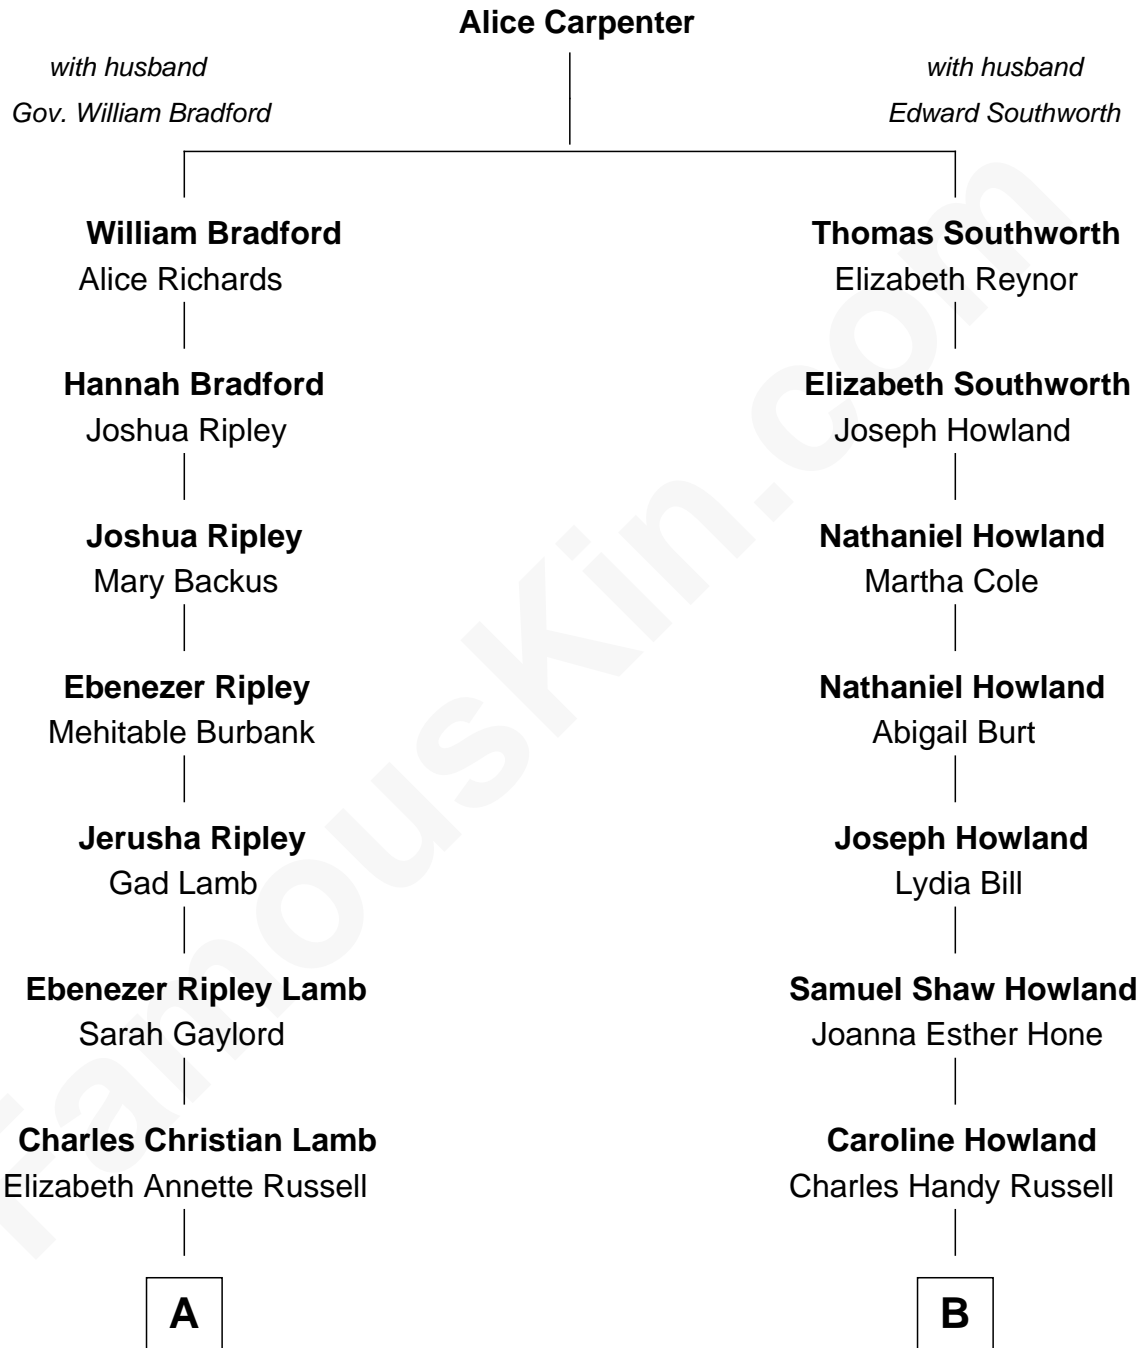 Alice Carpenter
with husband
Gov. William Bradford
with husband
Edward Southworth
William Bradford
Alice Richards
Thomas Southworth
Elizabeth Reynor
Hannah Bradford
Joshua Ripley
Elizabeth Southworth
Joseph Howland
Joshua Ripley
Mary Backus
Nathaniel Howland
Martha Cole
Ebenezer Ripley
Mehitable Burbank
Nathaniel Howland
Abigail Burt
Jerusha Ripley
Gad Lamb
Joseph Howland
Lydia Bill
Ebenezer Ripley Lamb
Sarah Gaylord
Samuel Shaw Howland
Joanna Esther Hone
Charles Christian Lamb
Elizabeth Annette Russell
Caroline Howland
Charles Handy Russell
A
B
FamousKin.com